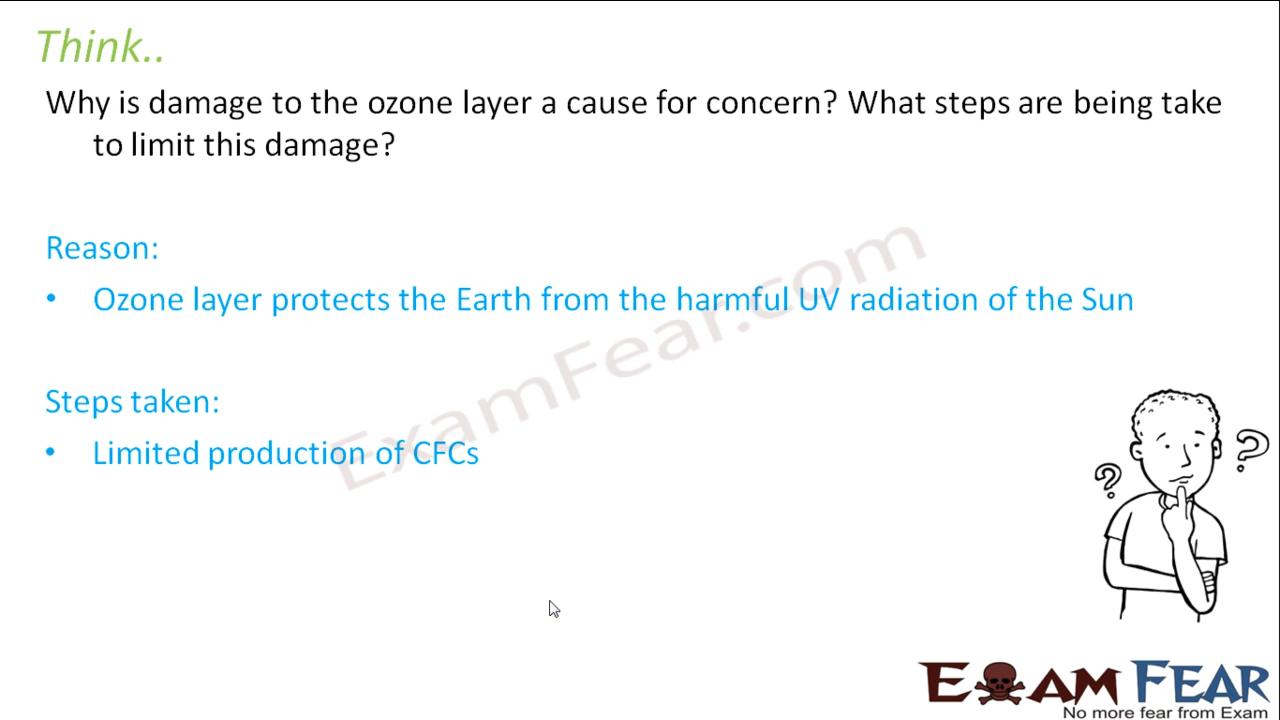 Think..
Why is damage to the ozone layer a cause for concern? What steps are being take
to limit this damage?
Reason:
• Ozone layer protects the Earth from the harmful UV radiation of the Sun
ExamFear.com
Steps taken:
• Limited production of CFCs
? ?
EXAM FEAR
No more fear from Exam